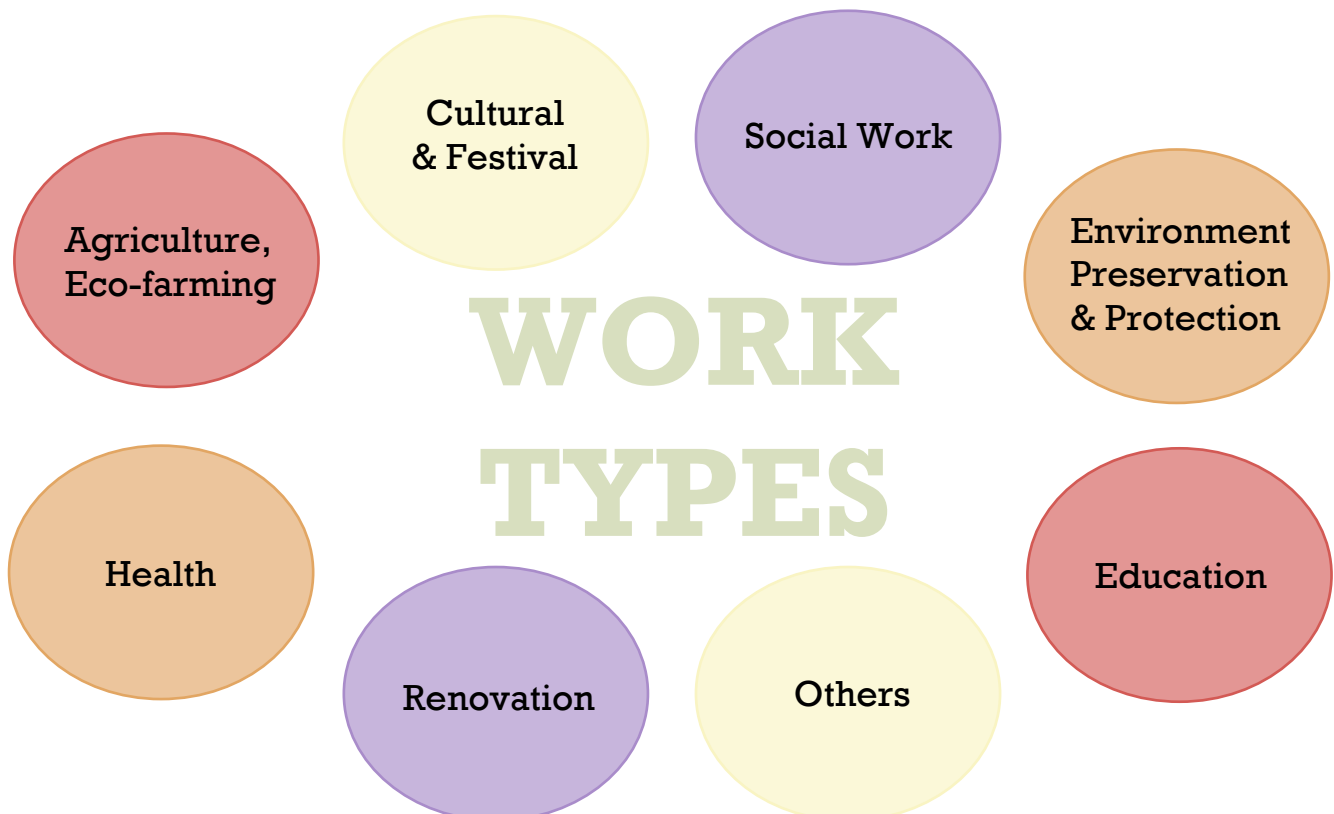 Cultural
& Festival
Social Work
Agriculture,
Eco-farming
Environment
Preservation
& Protection
WORK
TYPES
Health
Education
Renovation
Others